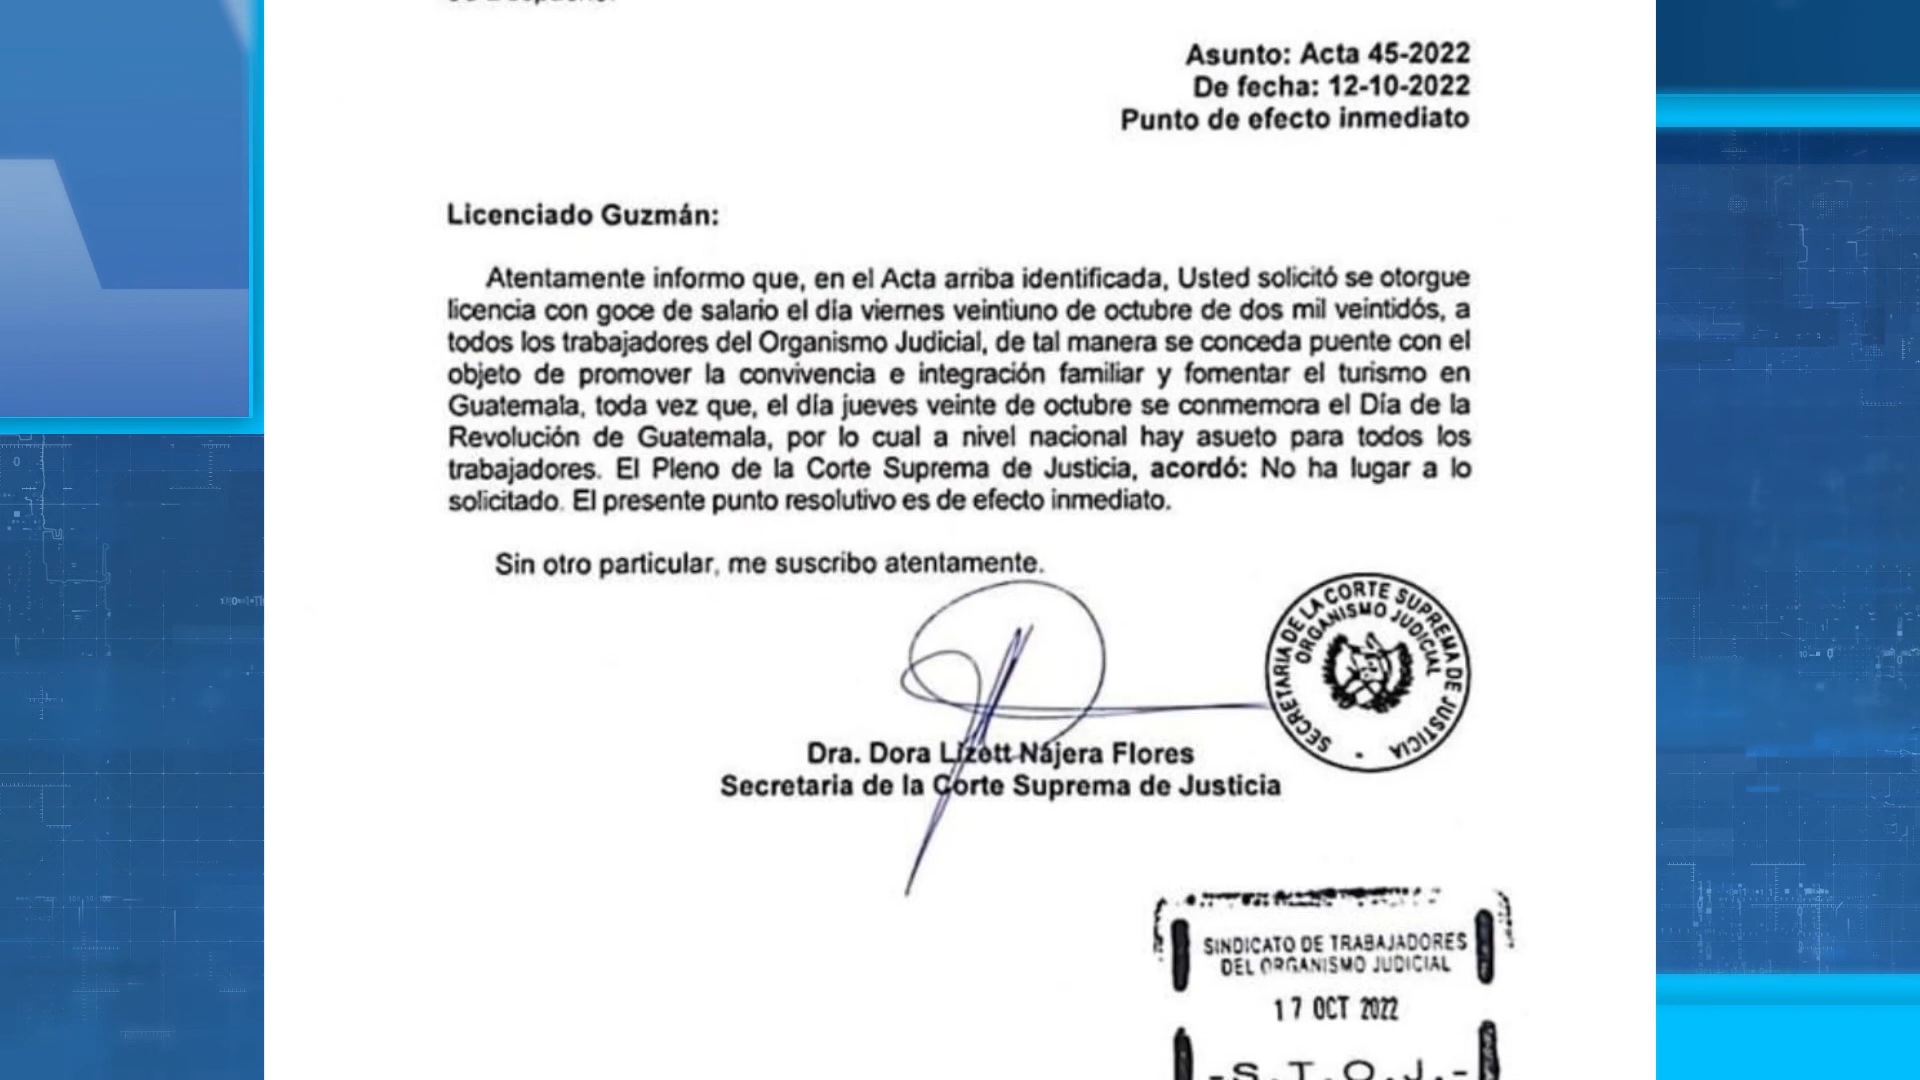 Asunto: Acta 45-2022
De fecha: 12-10-2022
Punto de efecto inmediato
Licenciado Guzmán:
Atentamente informo que, en el Acta arriba identificada, Usted solicitó se otorgue
licencia con goce de salario el día viernes veintiuno de octubre de dos mil veintidós, a
todos los trabajadores del Organismo Judicial, de tal manera se conceda puente con el
objeto de promover la convivencia e integración familiar y fomentar el turismo en
Guatemala, toda vez que, el día jueves veinte de octubre se conmemora el Día de la
Revolución de Guatemala, por lo cual a nivel nacional hay asueto para todos los
trabajadores. El Pleno de la Corte Suprema de Justicia, acordó: No ha lugar a lo
solicitado. El presente punto resolutivo es de efecto inmediato.
Sin otro particular, me suscribo atentamente.
SECRETARIA DE LA CORTE SUPREMA DE JUSTICIA
ORGANISMO JUDICIAL
Dra. Dora Lizett Nájera Flores
Secretaria de la Corte Suprema de Justicia
SINDICATO DE TRABAJADORES
DEL ORGANISMO JUDICIAL
17 OCT 2022
-S.T.O.J.-